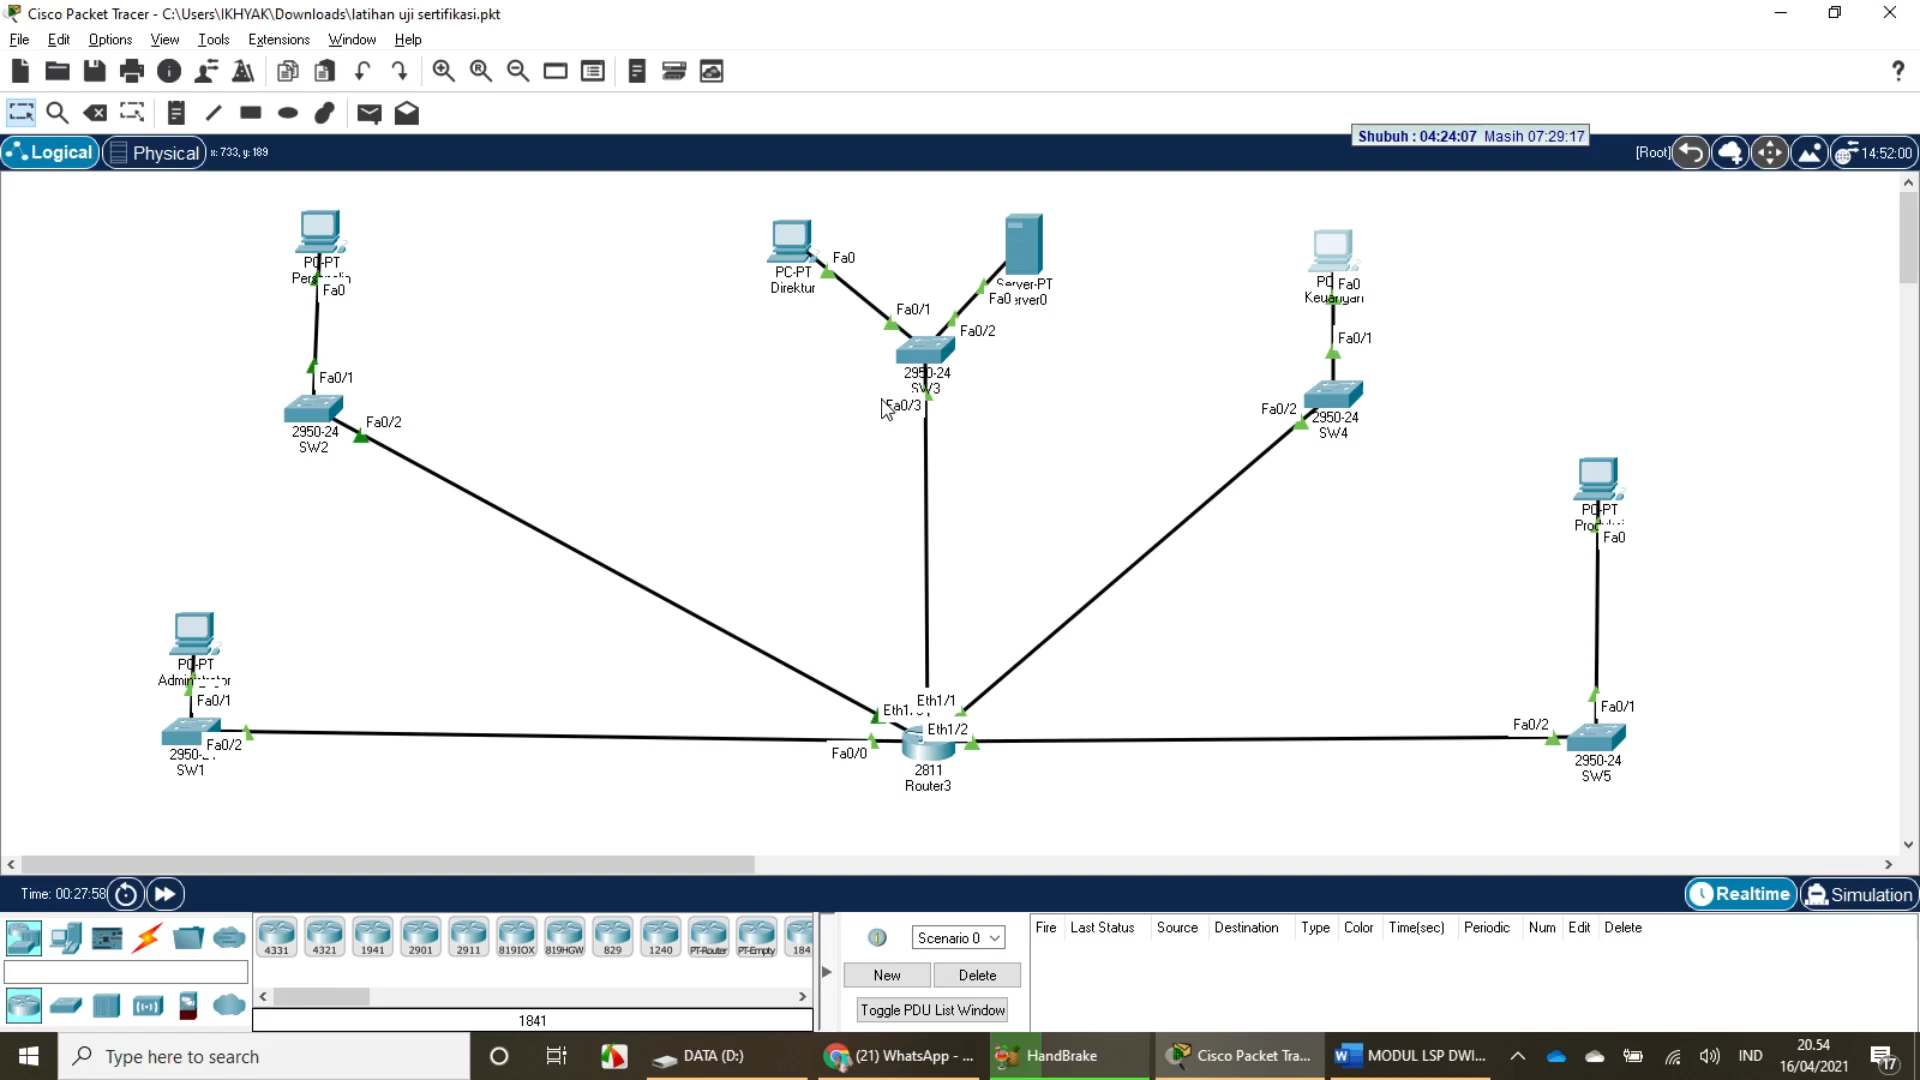 Cisco Packet Tracer - C:\Users\IKHYAK\Downloads\latihan uji sertifikasi.pkt
File Edit Options View Tools Extensions Window Help
?
Logical Physical x: 733, y: 189
Shubuh : 04:24:07 Masih 07:29:17
[Root] 14:52:00
PC-PT
Fa0
Fa0/1
Fa0/2
2950-24
SW2
PC-PT
Direktur
Fa0
Fa0/1
Server-PT
Fa0
Fa0/2
2950-24
SW3
Fa0/3
Fa0
Keuangan
Fa0/1
Fa0/2
2950-24
SW4
PC-PT
Fa0
Fa0/1
Fa0/2
2950-24
SW5
PC-PT
Fa0/1
Fa0/2
SW1
Eth1/1
Eth1/2
Fa0/0
2811
Router3
Time: 00:27:58
Realtime Simulation
4331 4321 1941 2901 2911 819IOX 819HGW 829 1240 PT-Router PT-Empty 184
1841
Scenario 0
New Delete
Toggle PDU List Window
Fire Last Status Source Destination Type Color Time(sec) Periodic Num Edit Delete
Type here to search
DATA (D:)
(21) WhatsApp - ...
HandBrake
Cisco Packet Tra...
MODUL LSP DWI...
IND
20.54
16/04/2021
17